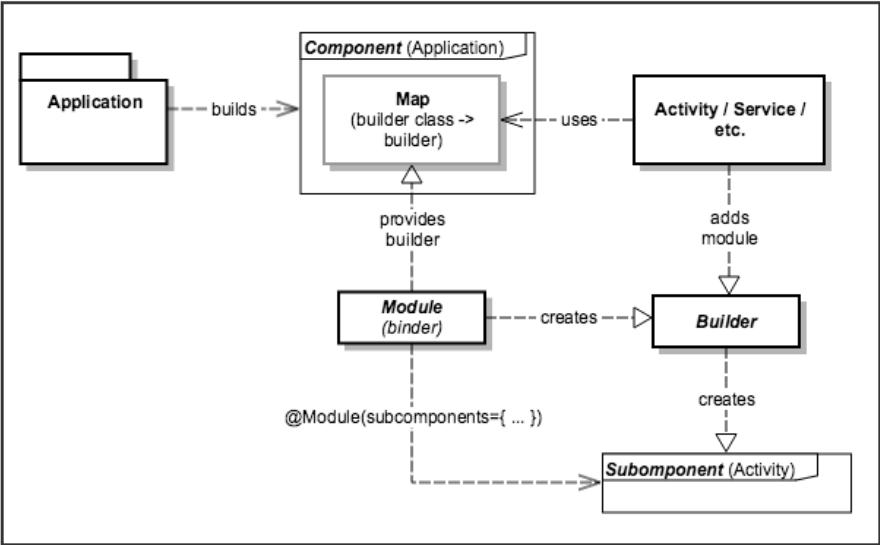 Component (Application)
Application
builds
Map
(builder class ->
builder)
uses
Activity / Service /
etc.
provides
builder
adds
module
Module
(binder)
creates
Builder
creates
@Module(subcomponents={ ... })
Subomponent (Activity)